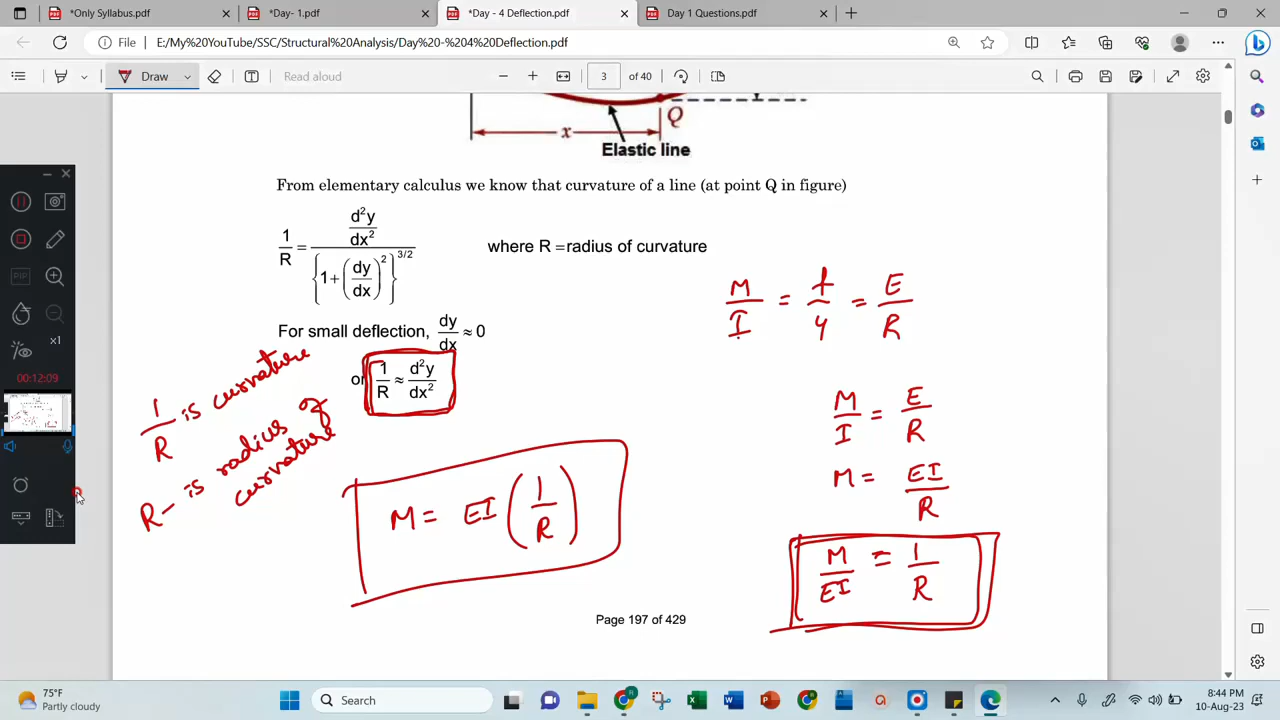 *Only Syllabus.pdf
*Day- 1.pdf
*Day - 4 Deflection.pdf
Day 1 Questions.pdf
File
E:/My%20YouTube/SSC/Structural%20Analysis/Day%20-%204%20Deflection.pdf
Draw
Read aloud
3
of 40
Q
x
Elastic line
From elementary calculus we know that curvature of a line (at point Q in figure)
1/R = (d²y/dx²) / {1+(dy/dx)²}^3/2 where R = radius of curvature
For small deflection, dy/dx ≈ 0
or 1/R ≈ d²y/dx²
1/R is curvature
R - is radius of
curvature
M = EI (1/R)
M/I = f/y = E/R
M/I = E/R
M = EI/R
M/EI = 1/R
Page 197 of 429
PIP
x1
00:12:09
75°F
Partly cloudy
Search
8:44 PM
10-Aug-23